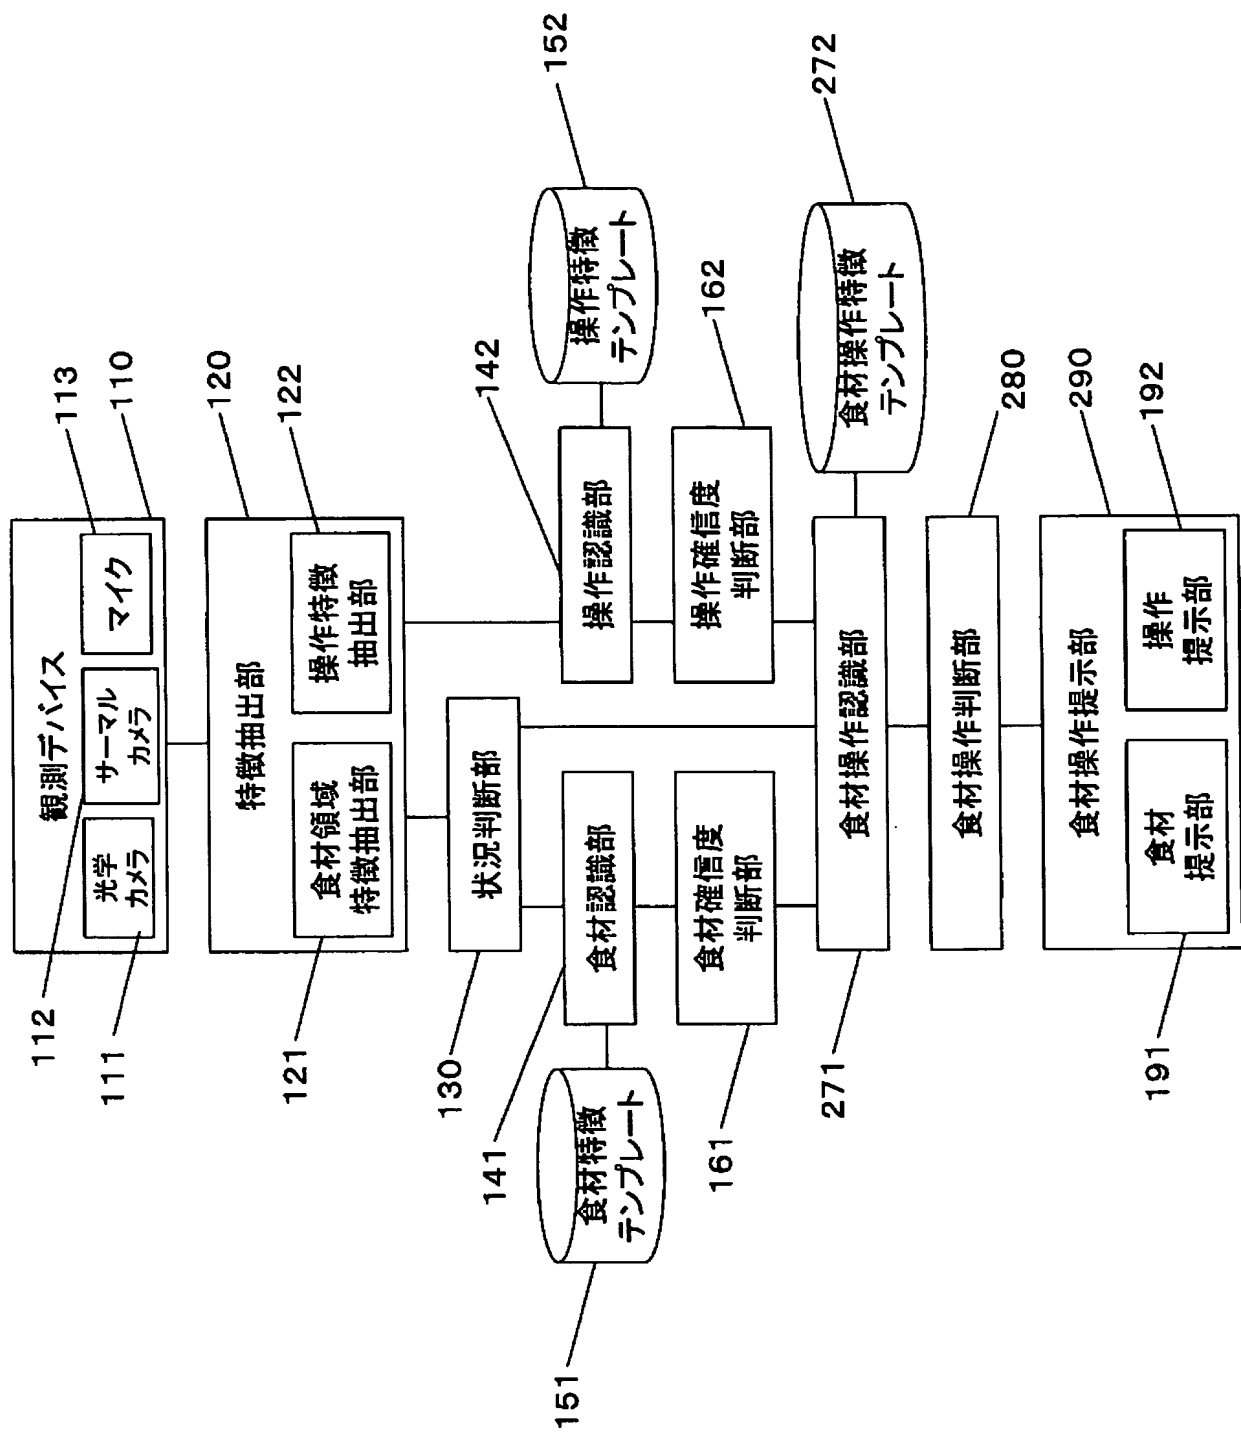 観測デバイス
光学
カメラ
サーマル
カメラ
マイク
113
110
112
111
特徴抽出部
食材領域
特徴抽出部
操作特徴
抽出部
120
122
121
状況判断部
130
食材認識部
141
食材特徴
テンプレート
151
操作認識部
142
操作特徴
テンプレート
152
食材確信度
判断部
161
操作確信度
判断部
162
食材操作認識部
271
食材操作特徴
テンプレート
272
食材操作判断部
280
食材操作提示部
290
食材
提示部
191
操作
提示部
192